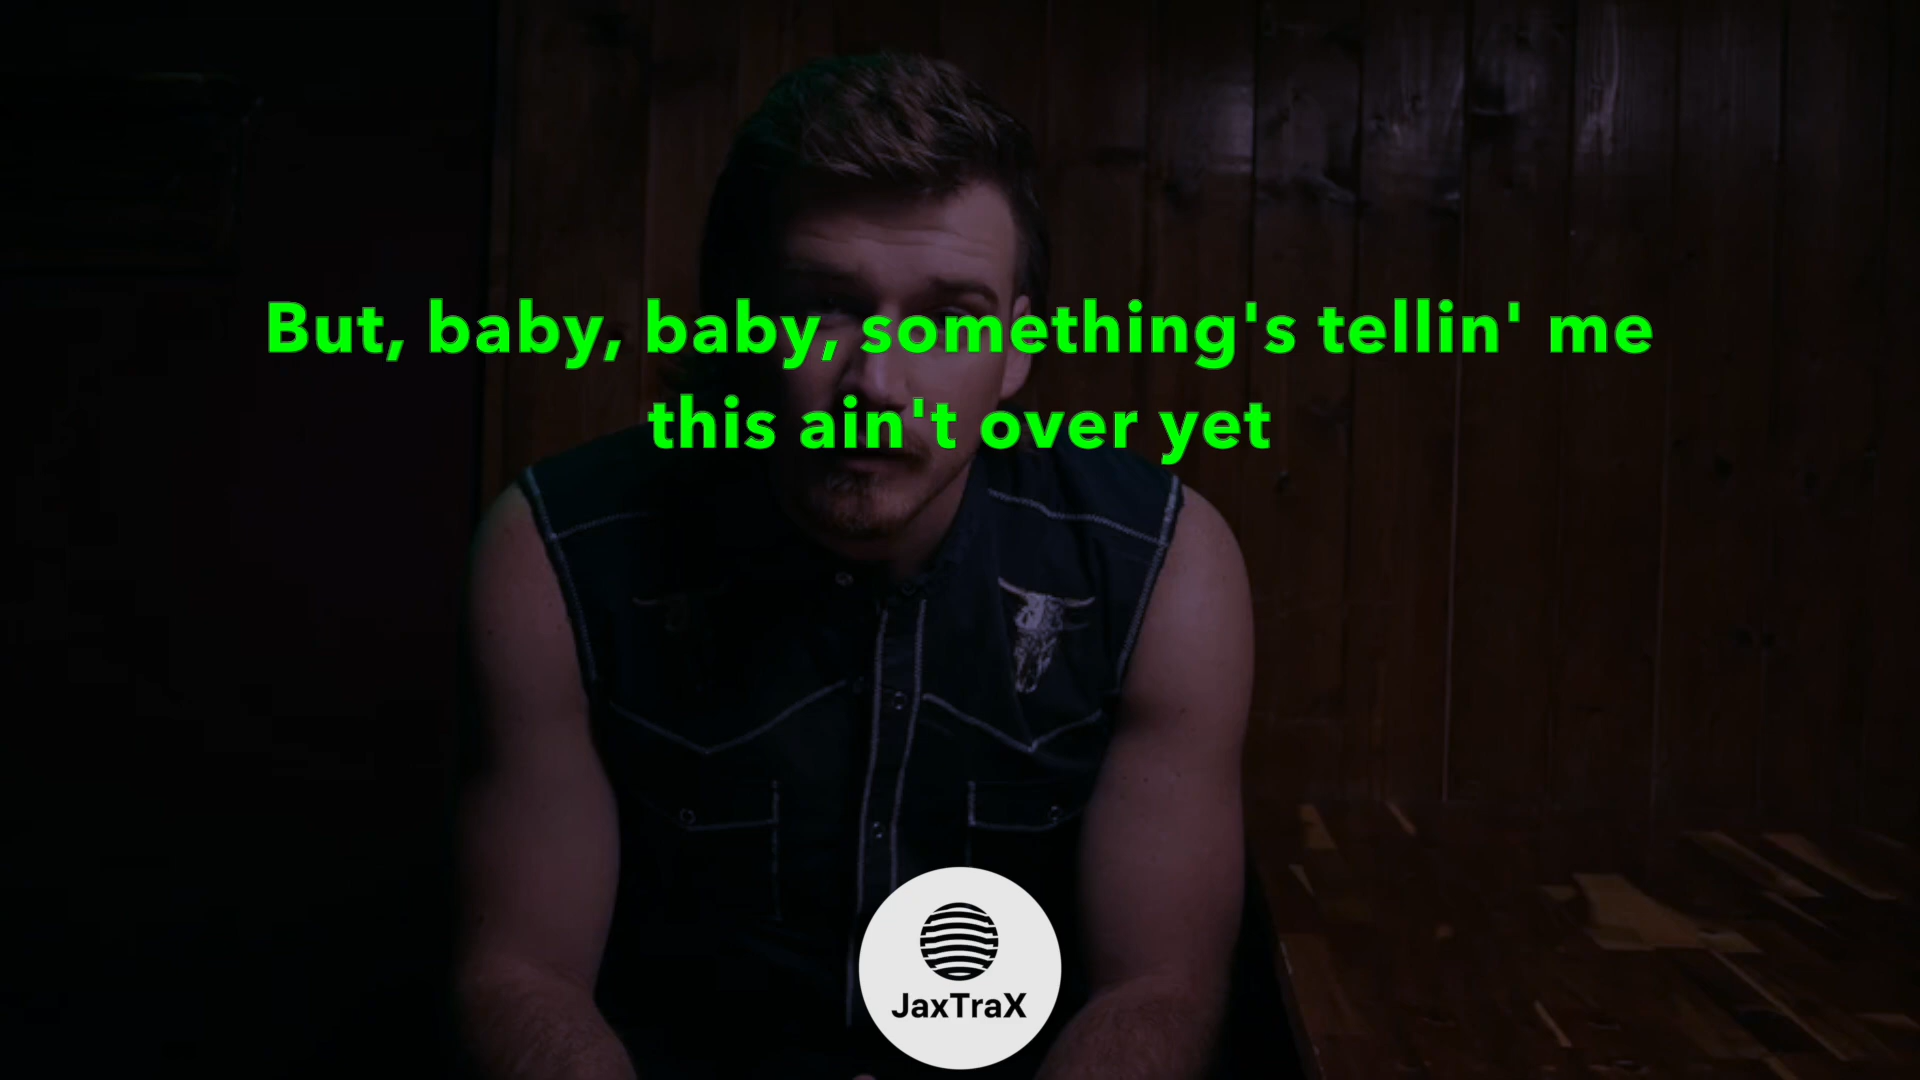 But, baby, baby, something's tellin' me
this ain't over yet
JaxTraX